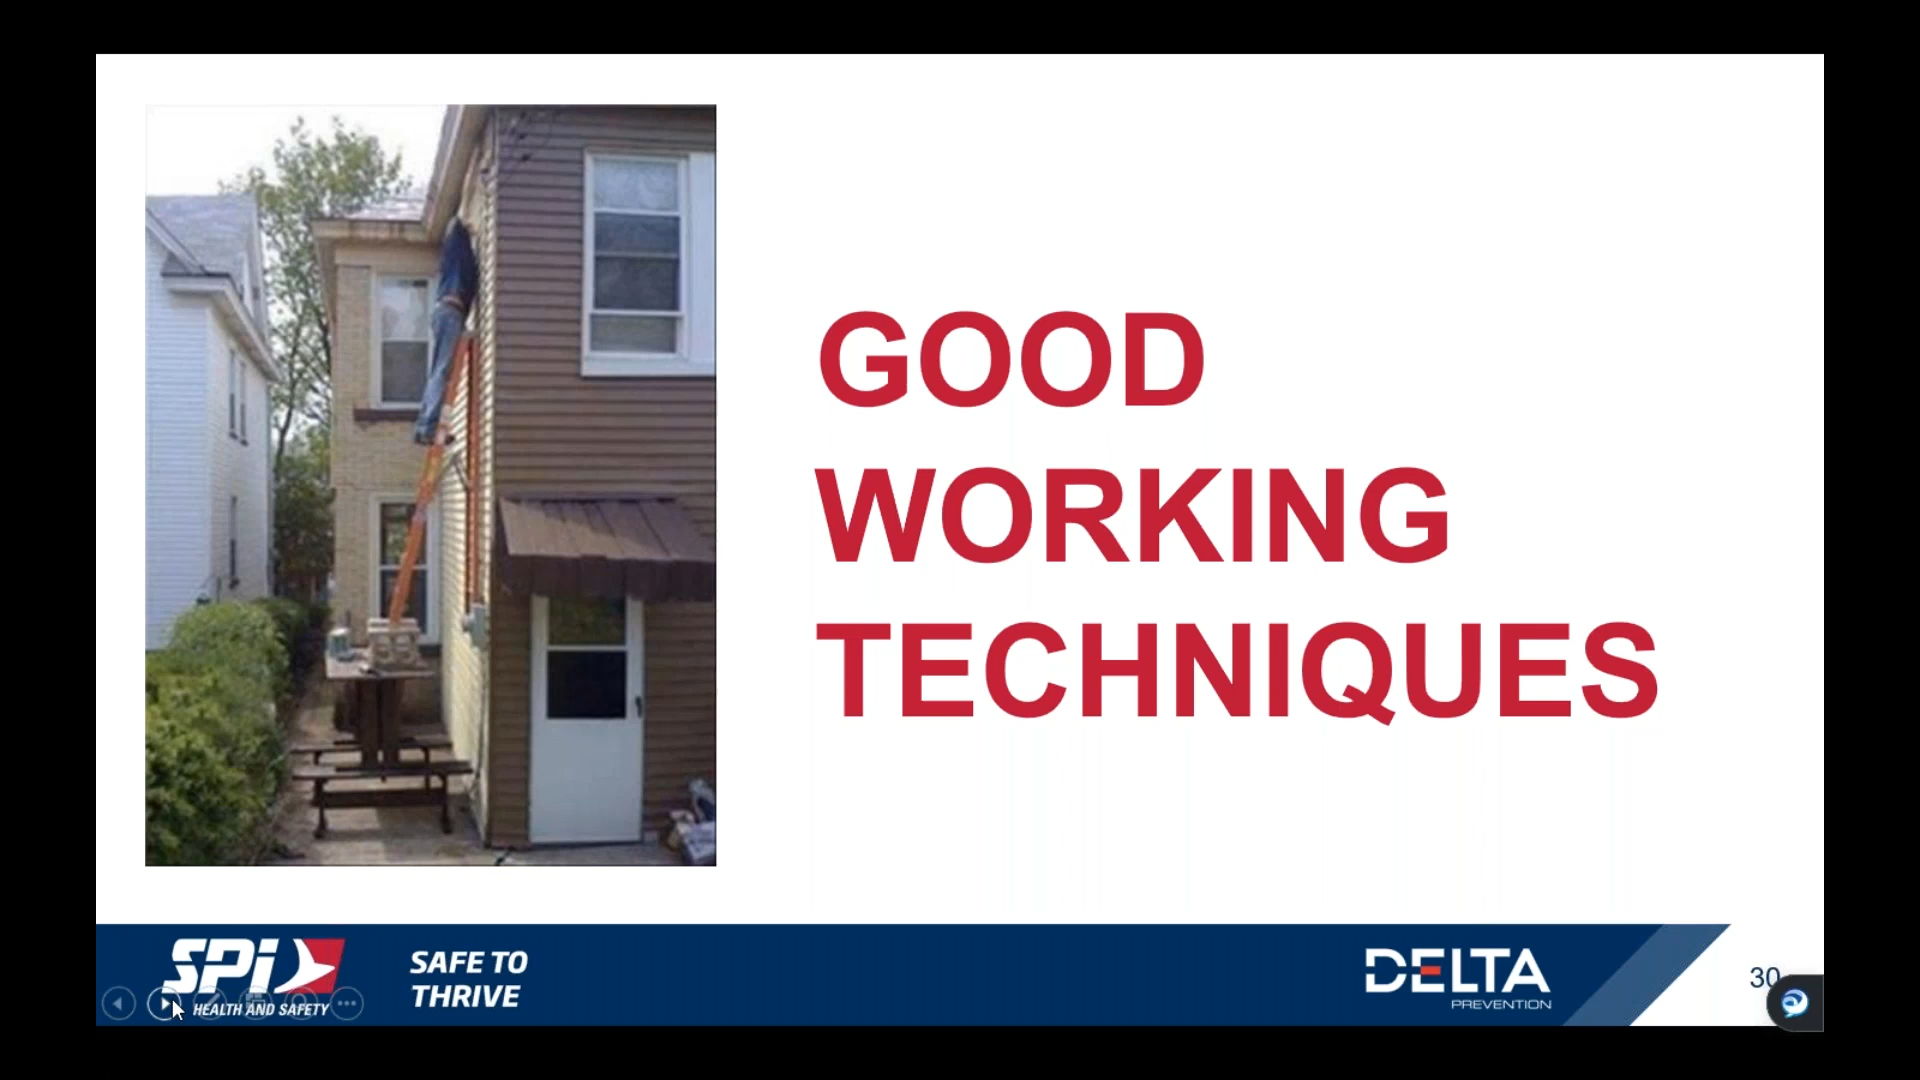 GOOD
WORKING
TECHNIQUES
SPI
HEALTH AND SAFETY
SAFE TO
THRIVE
DELTA
PREVENTION
30